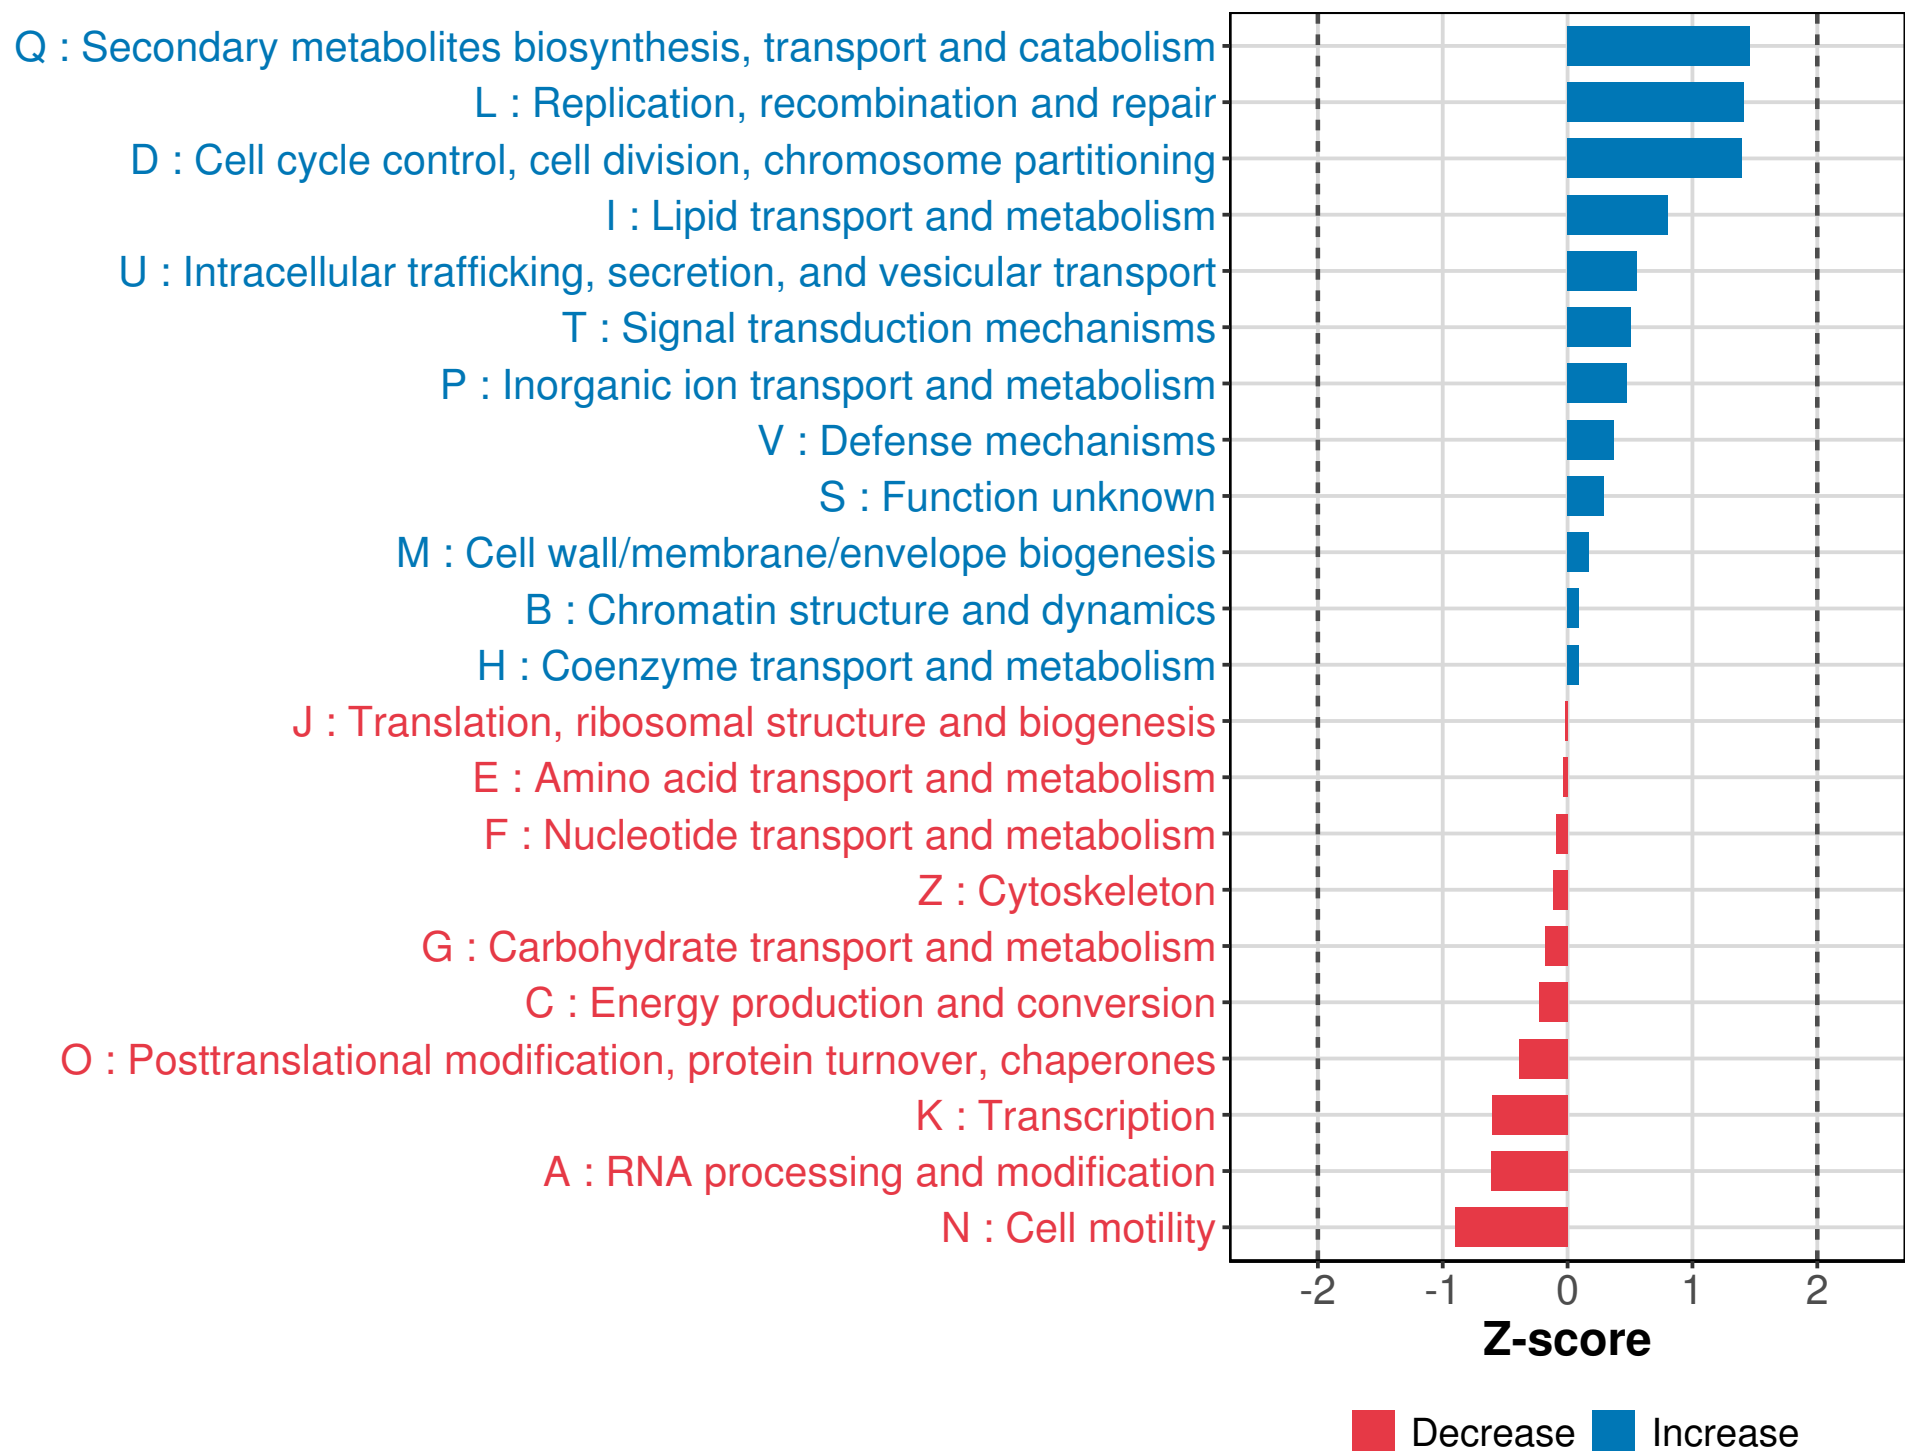 Q : Secondary metabolites biosynthesis, transport and catabolism
L : Replication, recombination and repair
D : Cell cycle control, cell division, chromosome partitioning
I : Lipid transport and metabolism
U : Intracellular trafficking, secretion, and vesicular transport
T : Signal transduction mechanisms
P : Inorganic ion transport and metabolism
V : Defense mechanisms
S : Function unknown
M : Cell wall/membrane/envelope biogenesis
B : Chromatin structure and dynamics
H : Coenzyme transport and metabolism
J : Translation, ribosomal structure and biogenesis
E : Amino acid transport and metabolism
F : Nucleotide transport and metabolism
Z : Cytoskeleton
G : Carbohydrate transport and metabolism
C : Energy production and conversion
O : Posttranslational modification, protein turnover, chaperones
K : Transcription
A : RNA processing and modification
N : Cell motility
-2 -1 0 1 2
Z-score
Decrease Increase